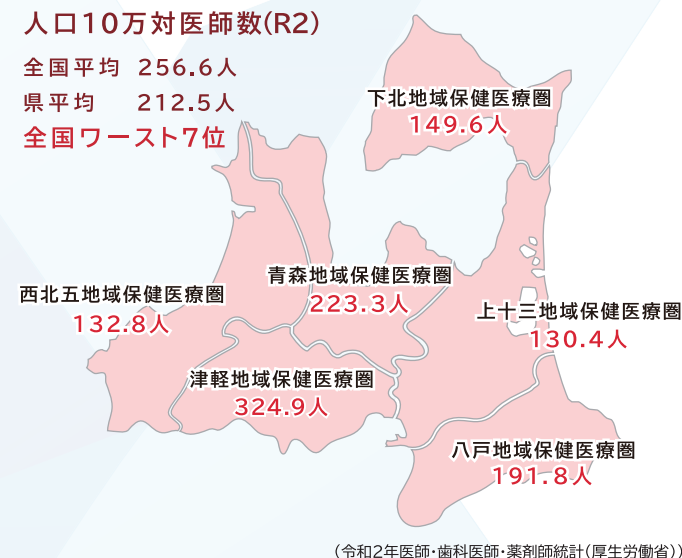 人口10万対医師数(R2)
全国平均 256.6人
県平均 212.5人
全国ワースト7位
下北地域保健医療圏
149.6人
青森地域保健医療圏
223.3人
西北五地域保健医療圏
132.8人
上十三地域保健医療圏
130.4人
津軽地域保健医療圏
324.9人
八戸地域保健医療圏
191.8人
(令和2年医師・歯科医師・薬剤師統計(厚生労働省))